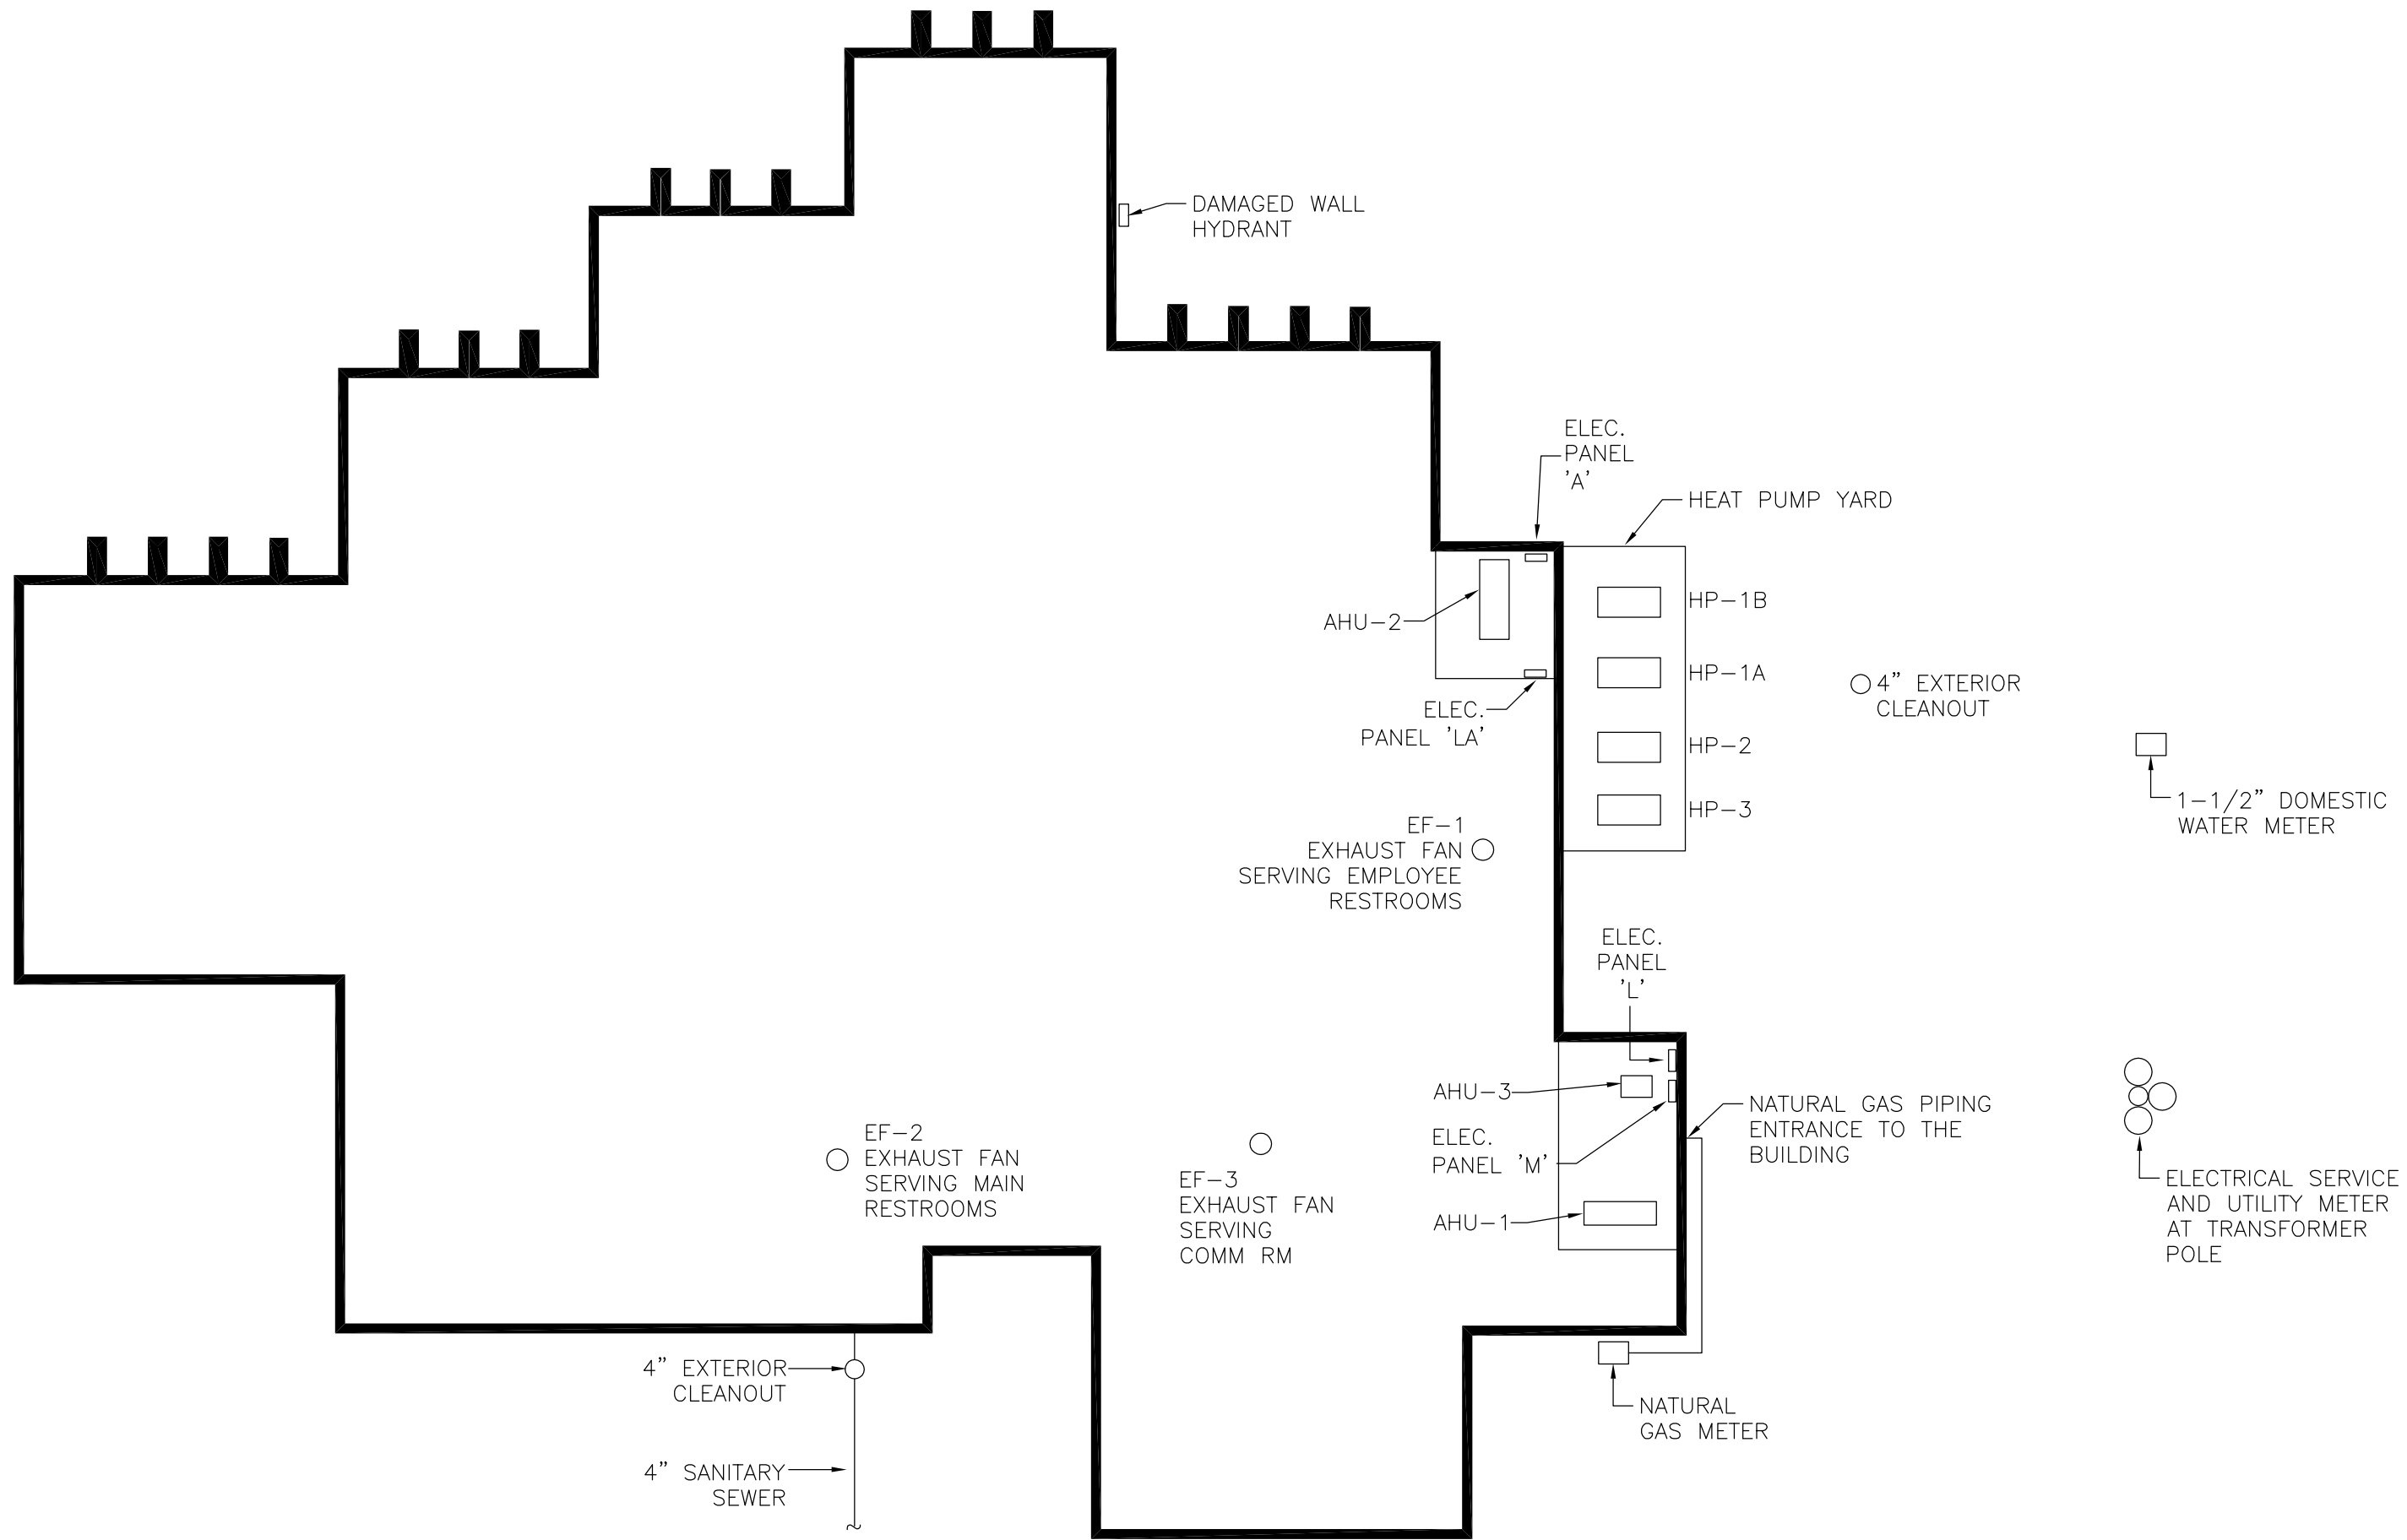 DAMAGED WALL
HYDRANT
ELEC.
PANEL
'A'
HEAT PUMP YARD
HP-1B
AHU-2
HP-1A
4" EXTERIOR
CLEANOUT
ELEC.
PANEL 'LA'
HP-2
1-1/2" DOMESTIC
WATER METER
HP-3
EF-1
EXHAUST FAN
SERVING EMPLOYEE
RESTROOMS
ELEC.
PANEL
'L'
AHU-3
NATURAL GAS PIPING
ENTRANCE TO THE
BUILDING
EF-2
EXHAUST FAN
SERVING MAIN
RESTROOMS
ELEC.
PANEL 'M'
EF-3
EXHAUST FAN
SERVING
COMM RM
ELECTRICAL SERVICE
AND UTILITY METER
AT TRANSFORMER
POLE
AHU-1
4" EXTERIOR
CLEANOUT
NATURAL
GAS METER
4" SANITARY
SEWER